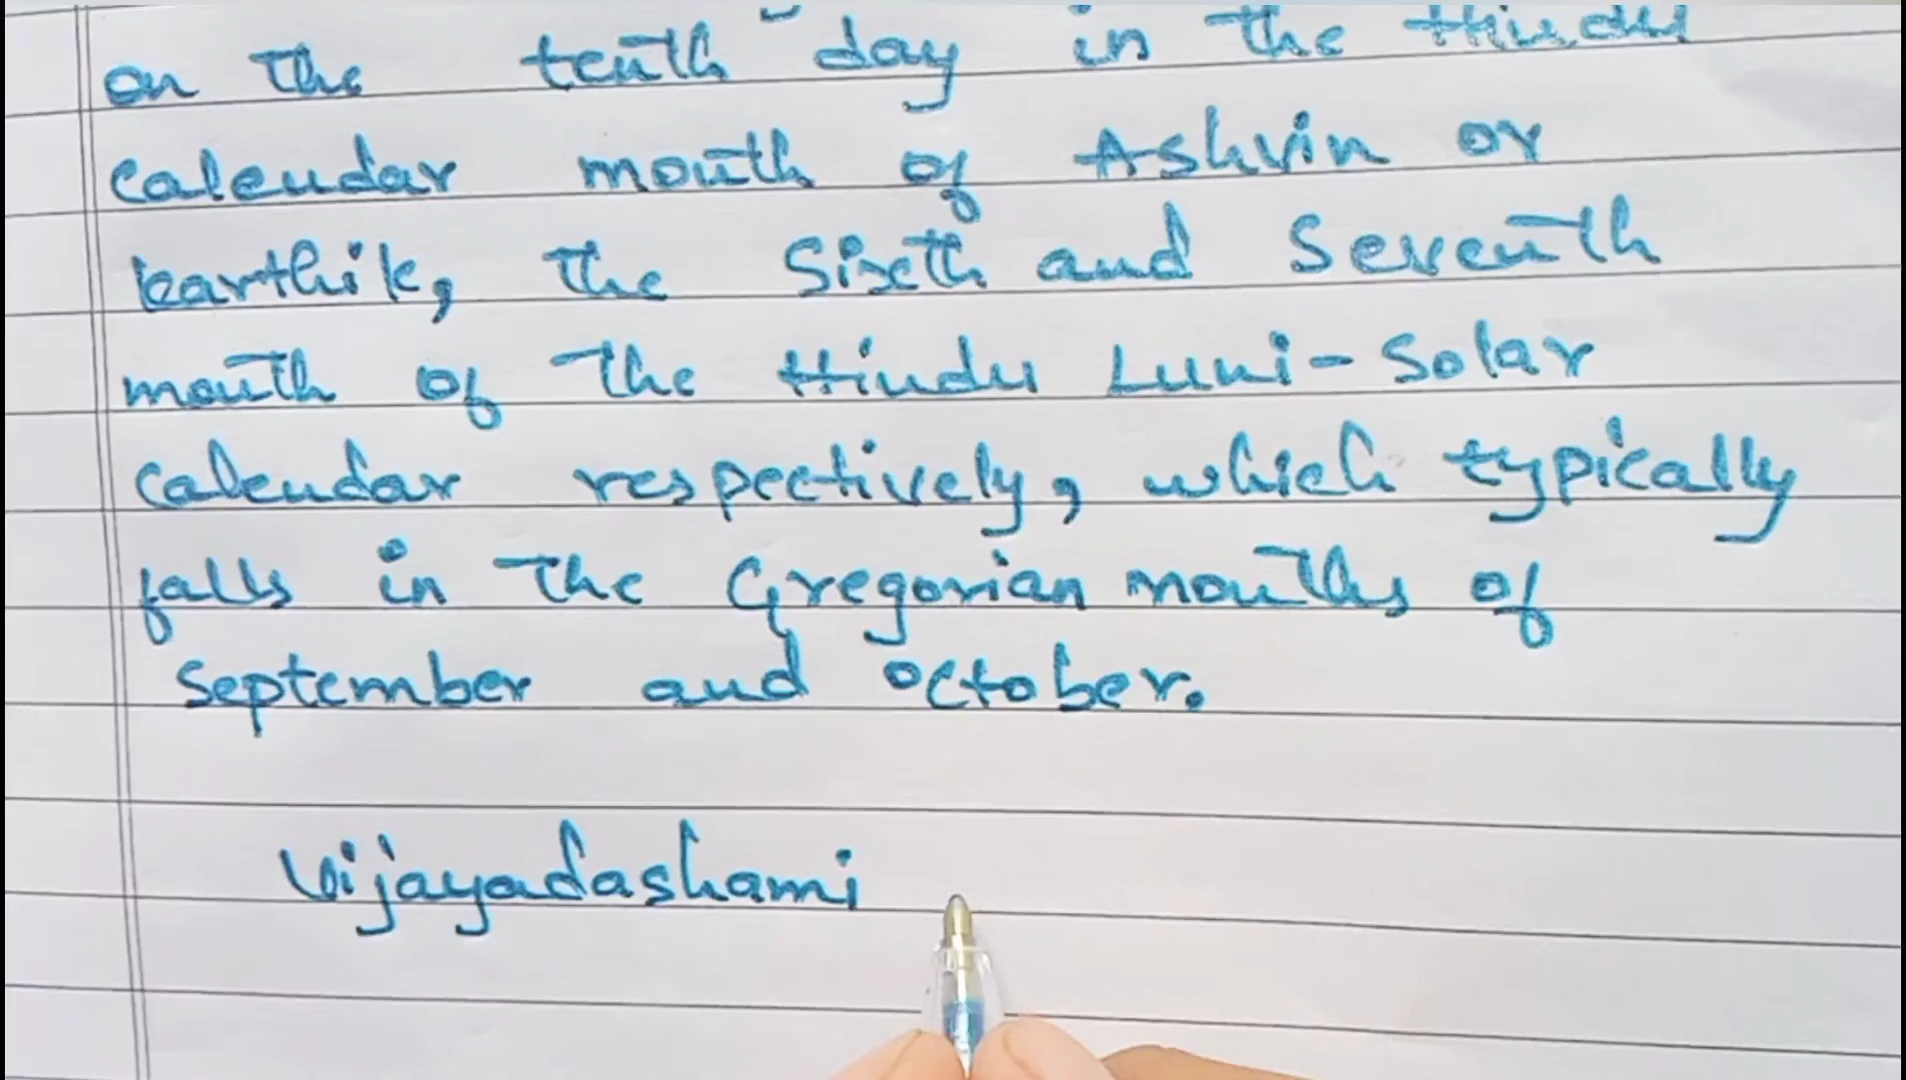 on the tenth day in the Hindu
calendar month of Ashvin or
karthik, the Sixth and Seventh
month of the Hindu Luni-Solar
calendar respectively, which typically
falls in the Gregorian months of
September and October.
Vijayadashami